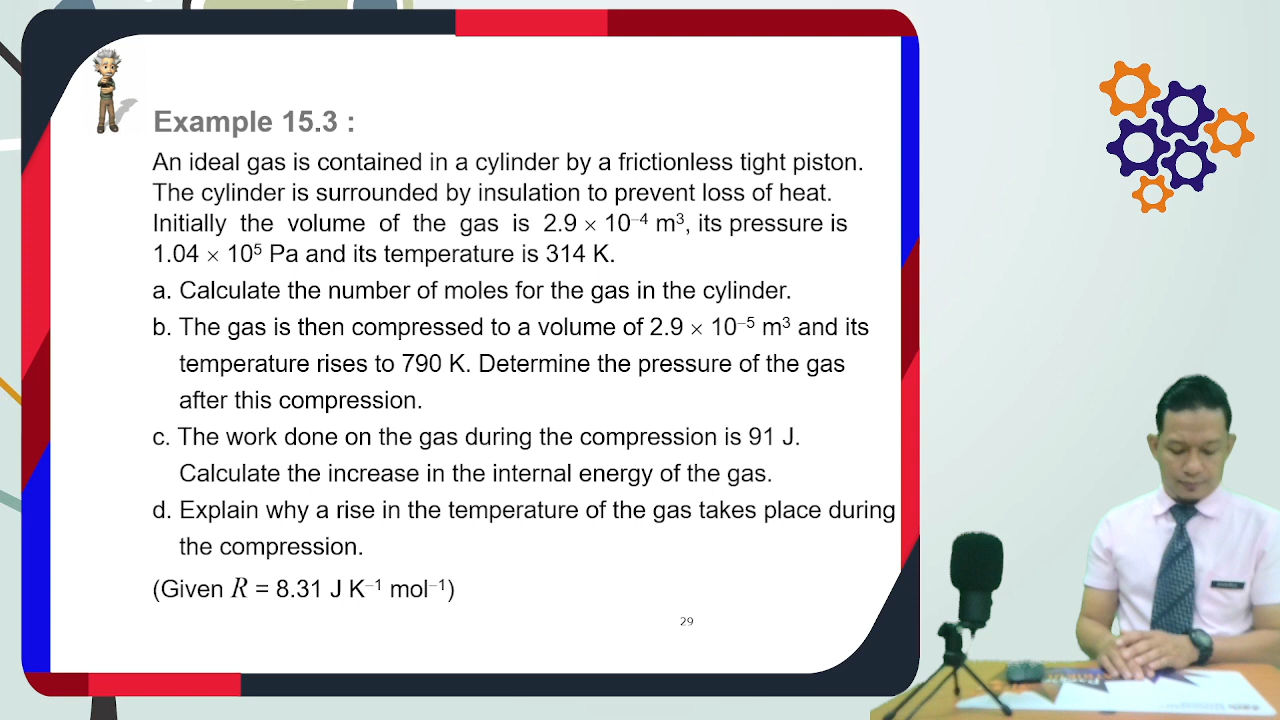 Example 15.3 :
An ideal gas is contained in a cylinder by a frictionless tight piston.
The cylinder is surrounded by insulation to prevent loss of heat.
Initially the volume of the gas is 2.9 × 10⁻⁴ m³, its pressure is
1.04 × 10⁵ Pa and its temperature is 314 K.
a. Calculate the number of moles for the gas in the cylinder.
b. The gas is then compressed to a volume of 2.9 × 10⁻⁵ m³ and its
temperature rises to 790 K. Determine the pressure of the gas
after this compression.
c. The work done on the gas during the compression is 91 J.
Calculate the increase in the internal energy of the gas.
d. Explain why a rise in the temperature of the gas takes place during
the compression.
(Given R = 8.31 J K⁻¹ mol⁻¹)
29